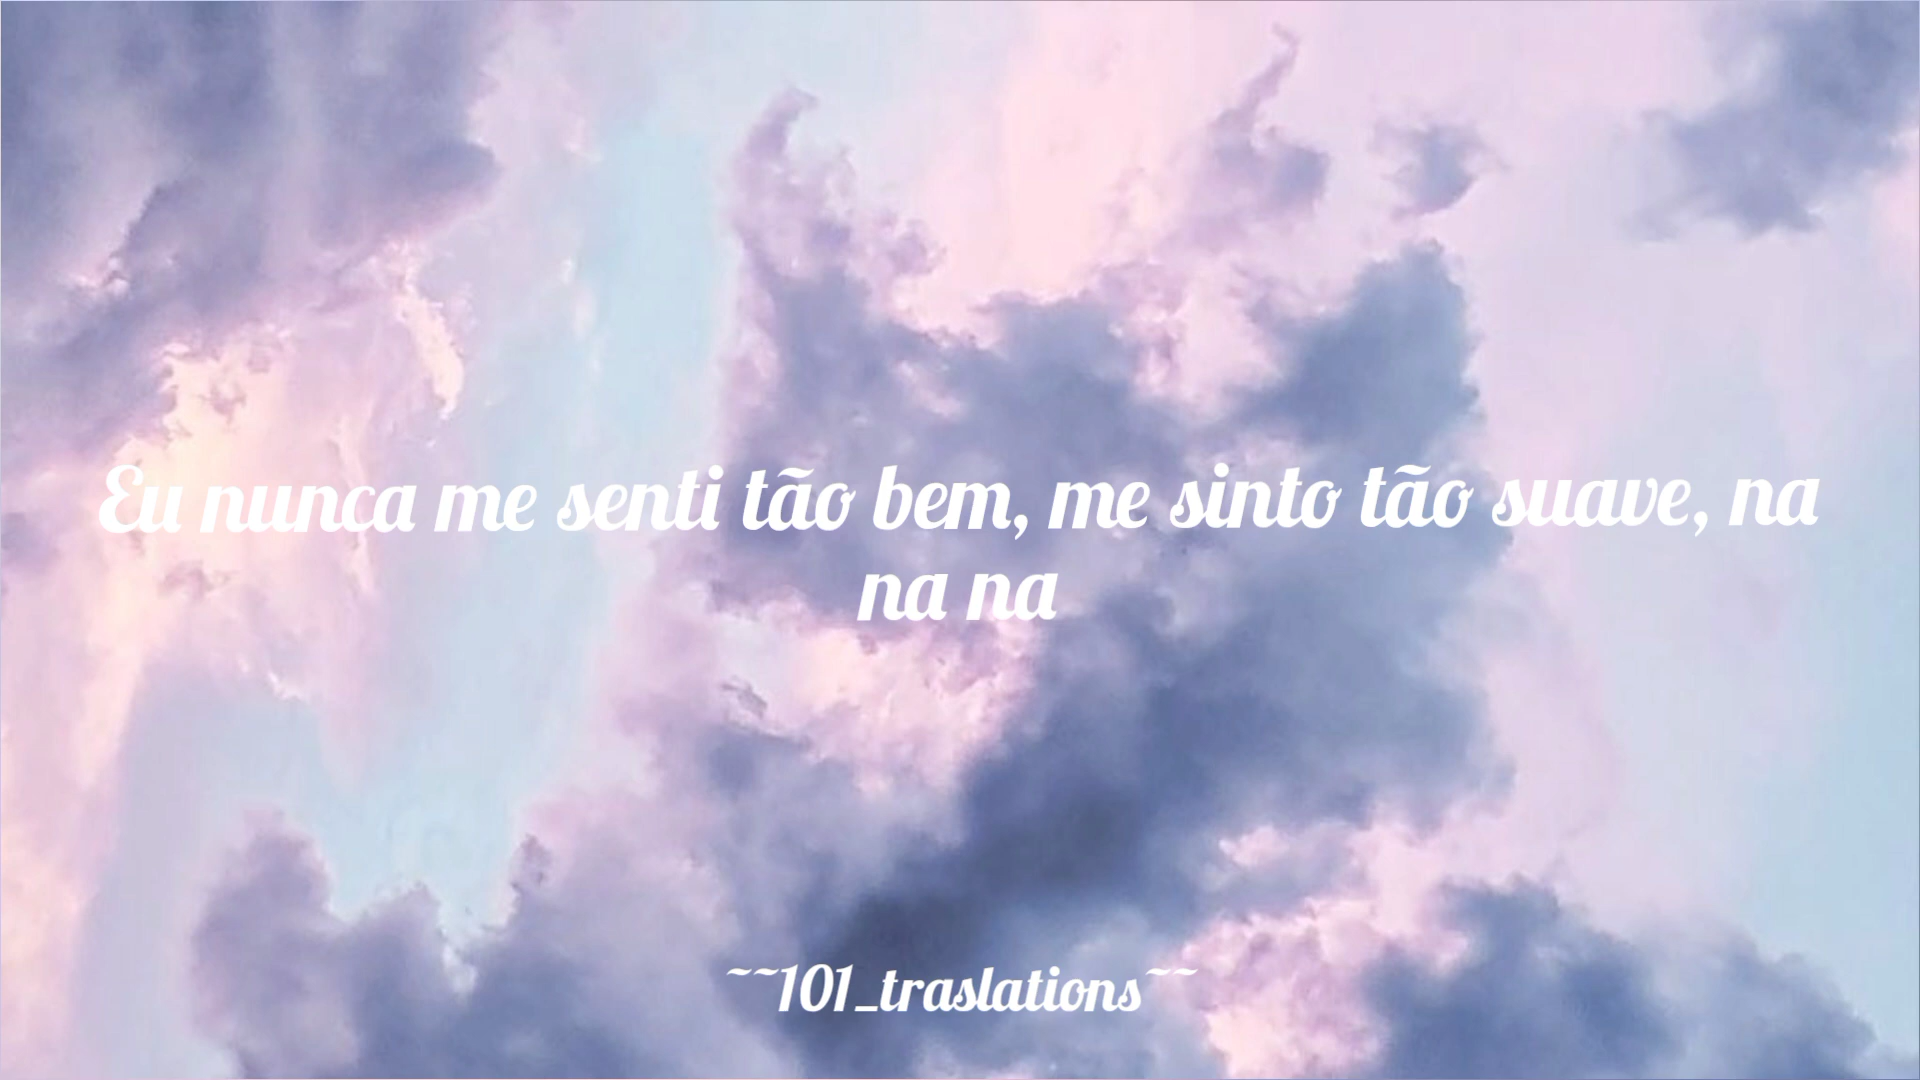 Eu nunca me senti tão bem, me sinto tão suave, na
na na
~~101_traslations~~